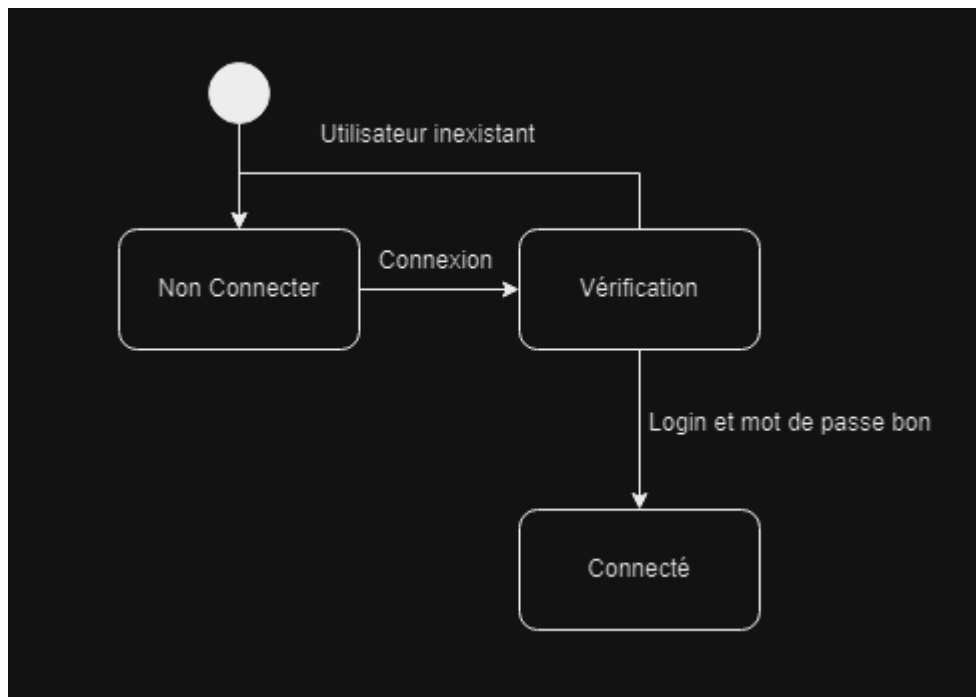 Utilisateur inexistant
Non Connecter
Connexion
Vérification
Login et mot de passe bon
Connecté